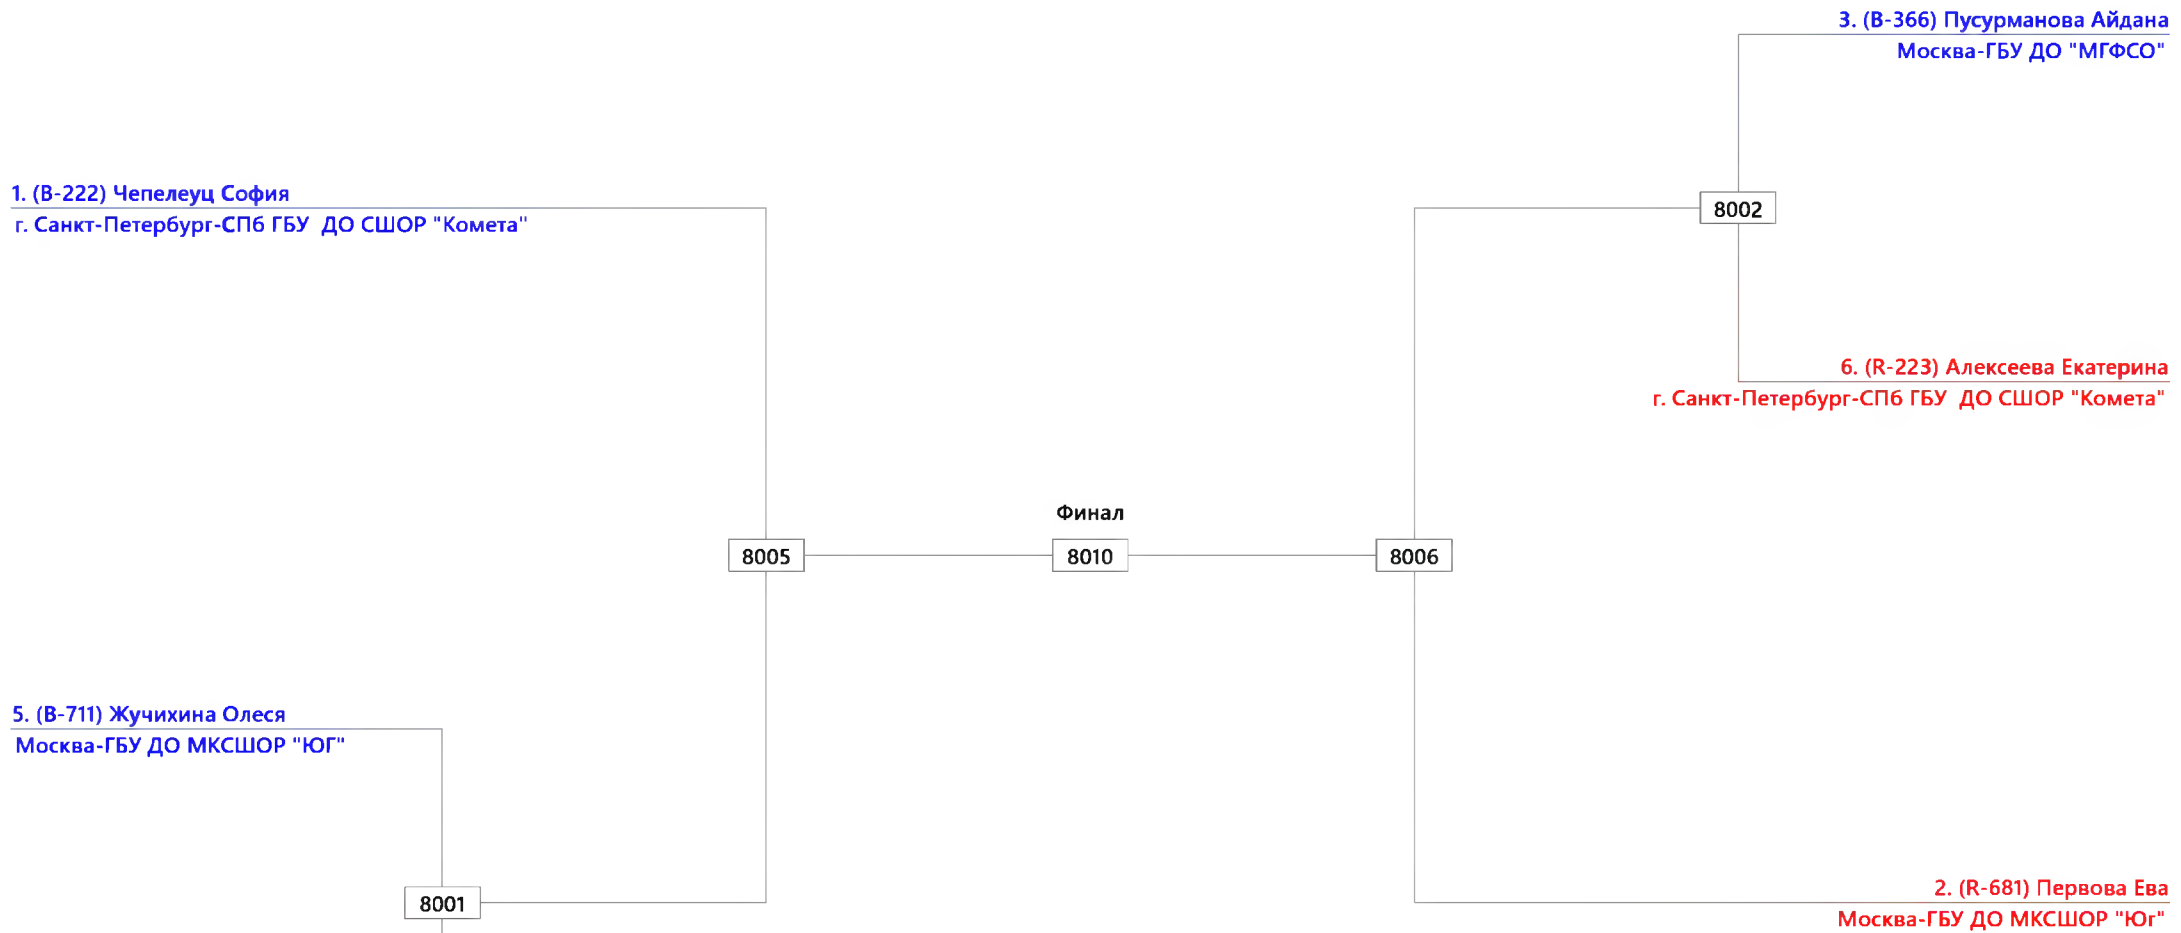 3. (B-366) Пусурманова Айдана
Москва-ГБУ ДО "МГФСО"
1. (B-222) Чепелеуц София
г. Санкт-Петербург-СПб ГБУ  ДО СШОР "Комета"
8002
6. (R-223) Алексеева Екатерина
г. Санкт-Петербург-СПб ГБУ  ДО СШОР "Комета"
Финал
8005
8010
8006
5. (B-711) Жучихина Олеся
Москва-ГБУ ДО МКСШОР "ЮГ"
8001
2. (R-681) Первова Ева
Москва-ГБУ ДО МКСШОР "Юг"